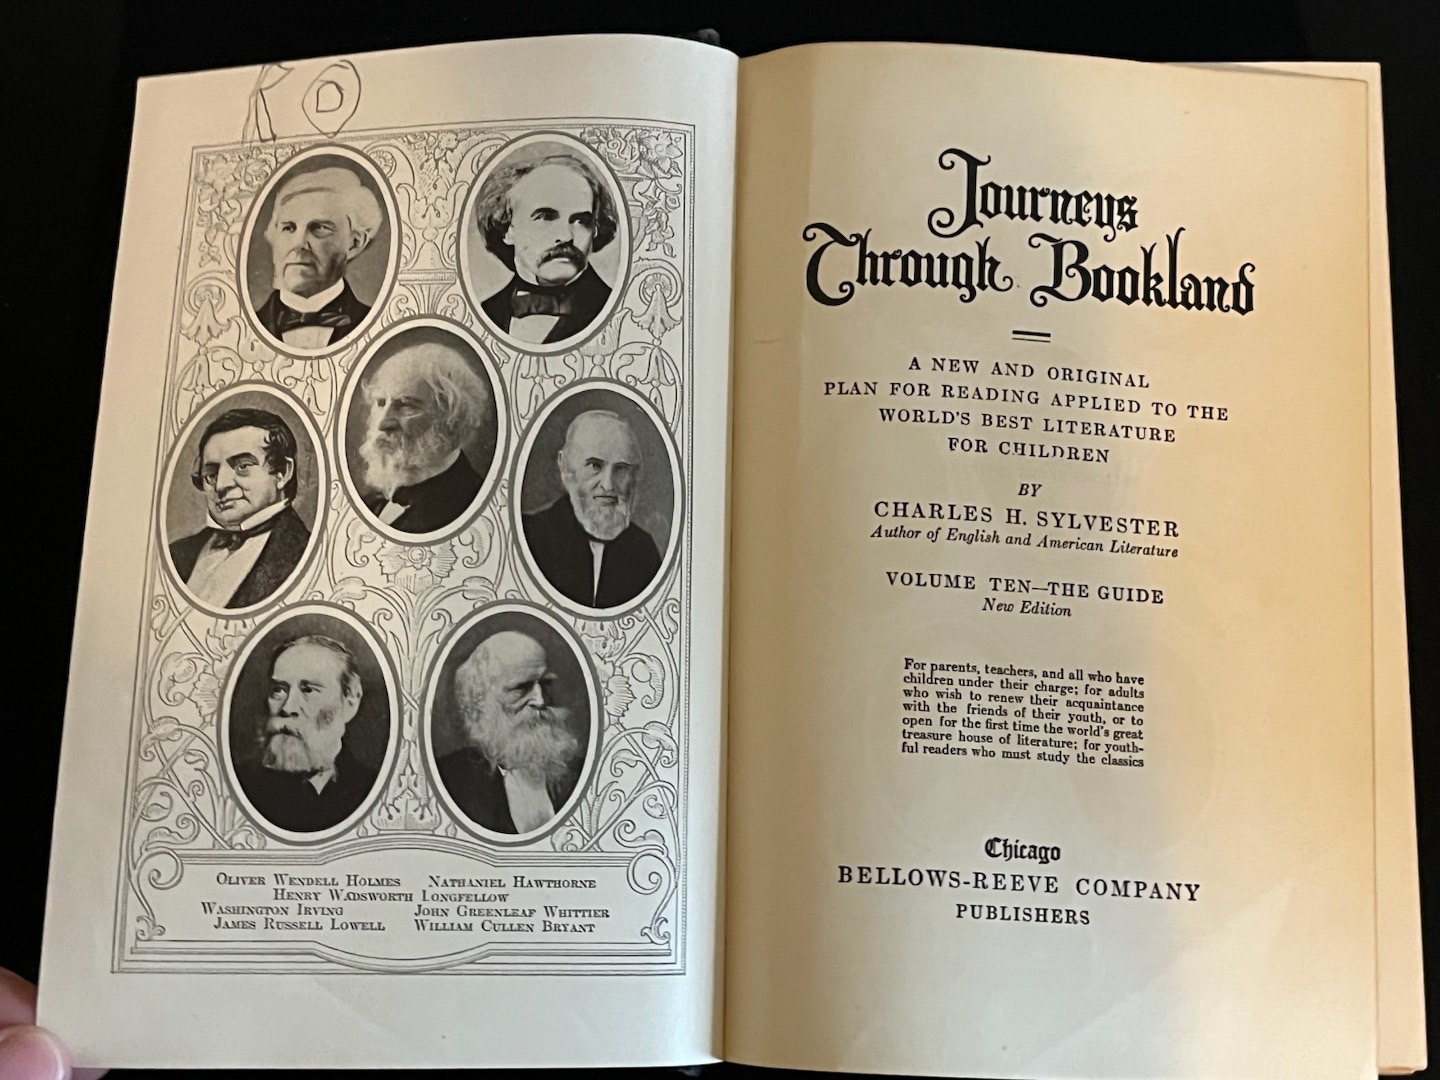 RO
OLIVER WENDELL HOLMES NATHANIEL HAWTHORNE
HENRY WADSWORTH LONGFELLOW
WASHINGTON IRVING JOHN GREENLEAF WHITTIER
JAMES RUSSELL LOWELL WILLIAM CULLEN BRYANT
Journeys
Through Bookland
A NEW AND ORIGINAL
PLAN FOR READING APPLIED TO THE
WORLD'S BEST LITERATURE
FOR CHILDREN
BY
CHARLES H. SYLVESTER
Author of English and American Literature
VOLUME TEN—THE GUIDE
New Edition
For parents, teachers, and all who have
children under their charge; for adults
who wish to renew their acquaintance
with the friends of their youth, or to
open for the first time the world's great
treasure house of literature; for youth-
ful readers who must study the classics
Chicago
BELLOWS-REEVE COMPANY
PUBLISHERS